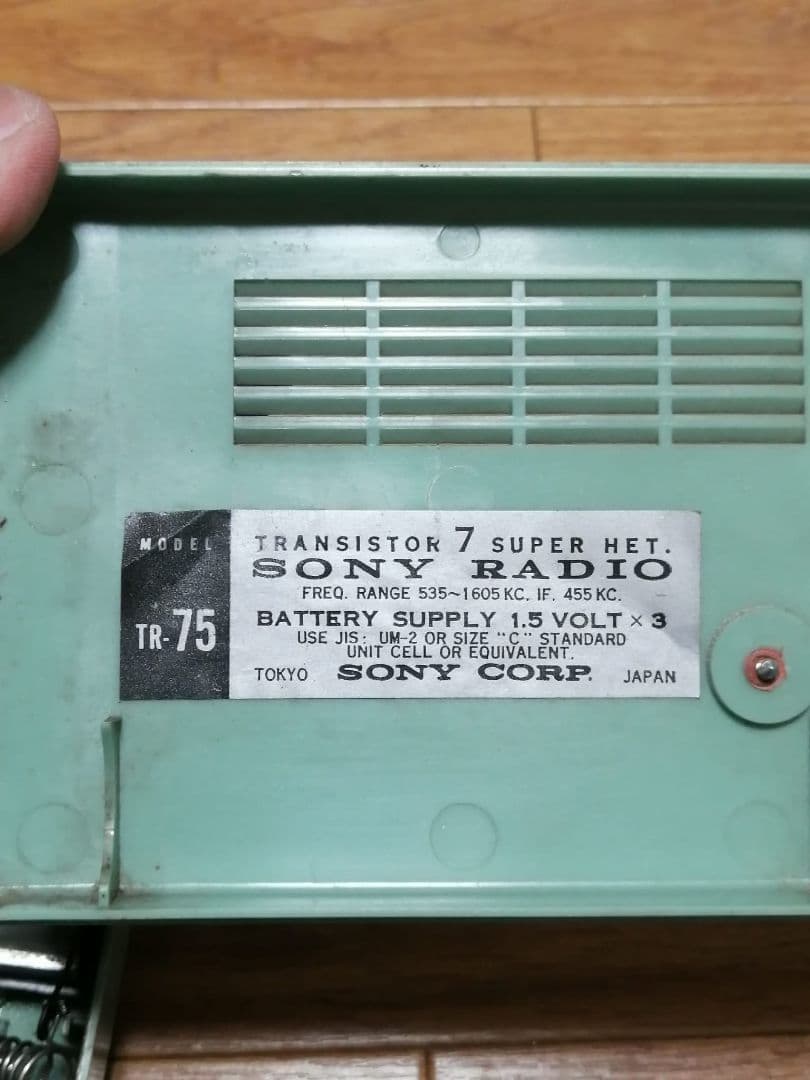 MODEL
TR-75
TRANSISTOR 7 SUPER HET.
SONY RADIO
FREQ. RANGE 535~1605 KC. IF. 455 KC.
BATTERY SUPPLY 1.5 VOLT × 3
USE JIS: UM-2 OR SIZE "C" STANDARD
UNIT CELL OR EQUIVALENT.
TOKYO SONY CORP. JAPAN